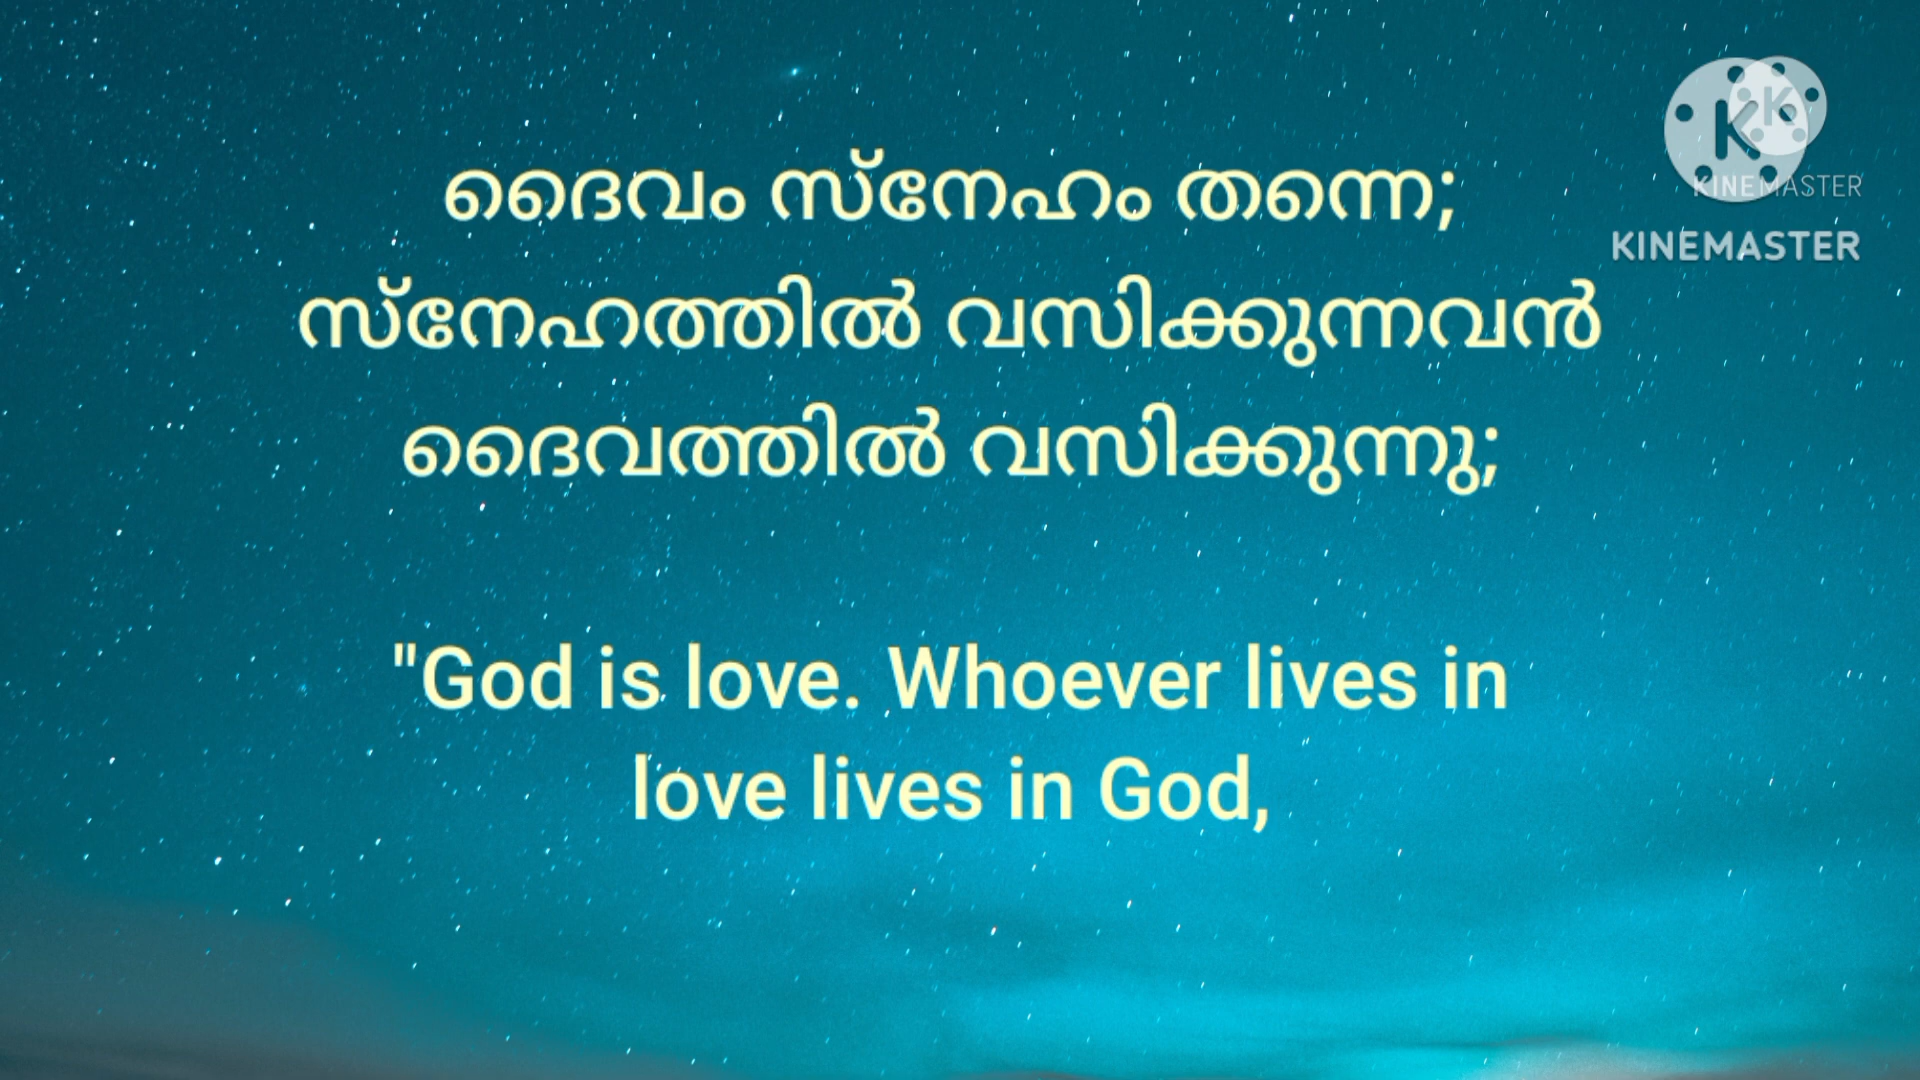 ദൈവം സ്നേഹം തന്നെ;
സ്നേഹത്തിൽ വസിക്കുന്നവൻ
ദൈവത്തിൽ വസിക്കുന്നു;
"God is love. Whoever lives in
love lives in God,
K
K
KINEMASTER
KINEMASTER